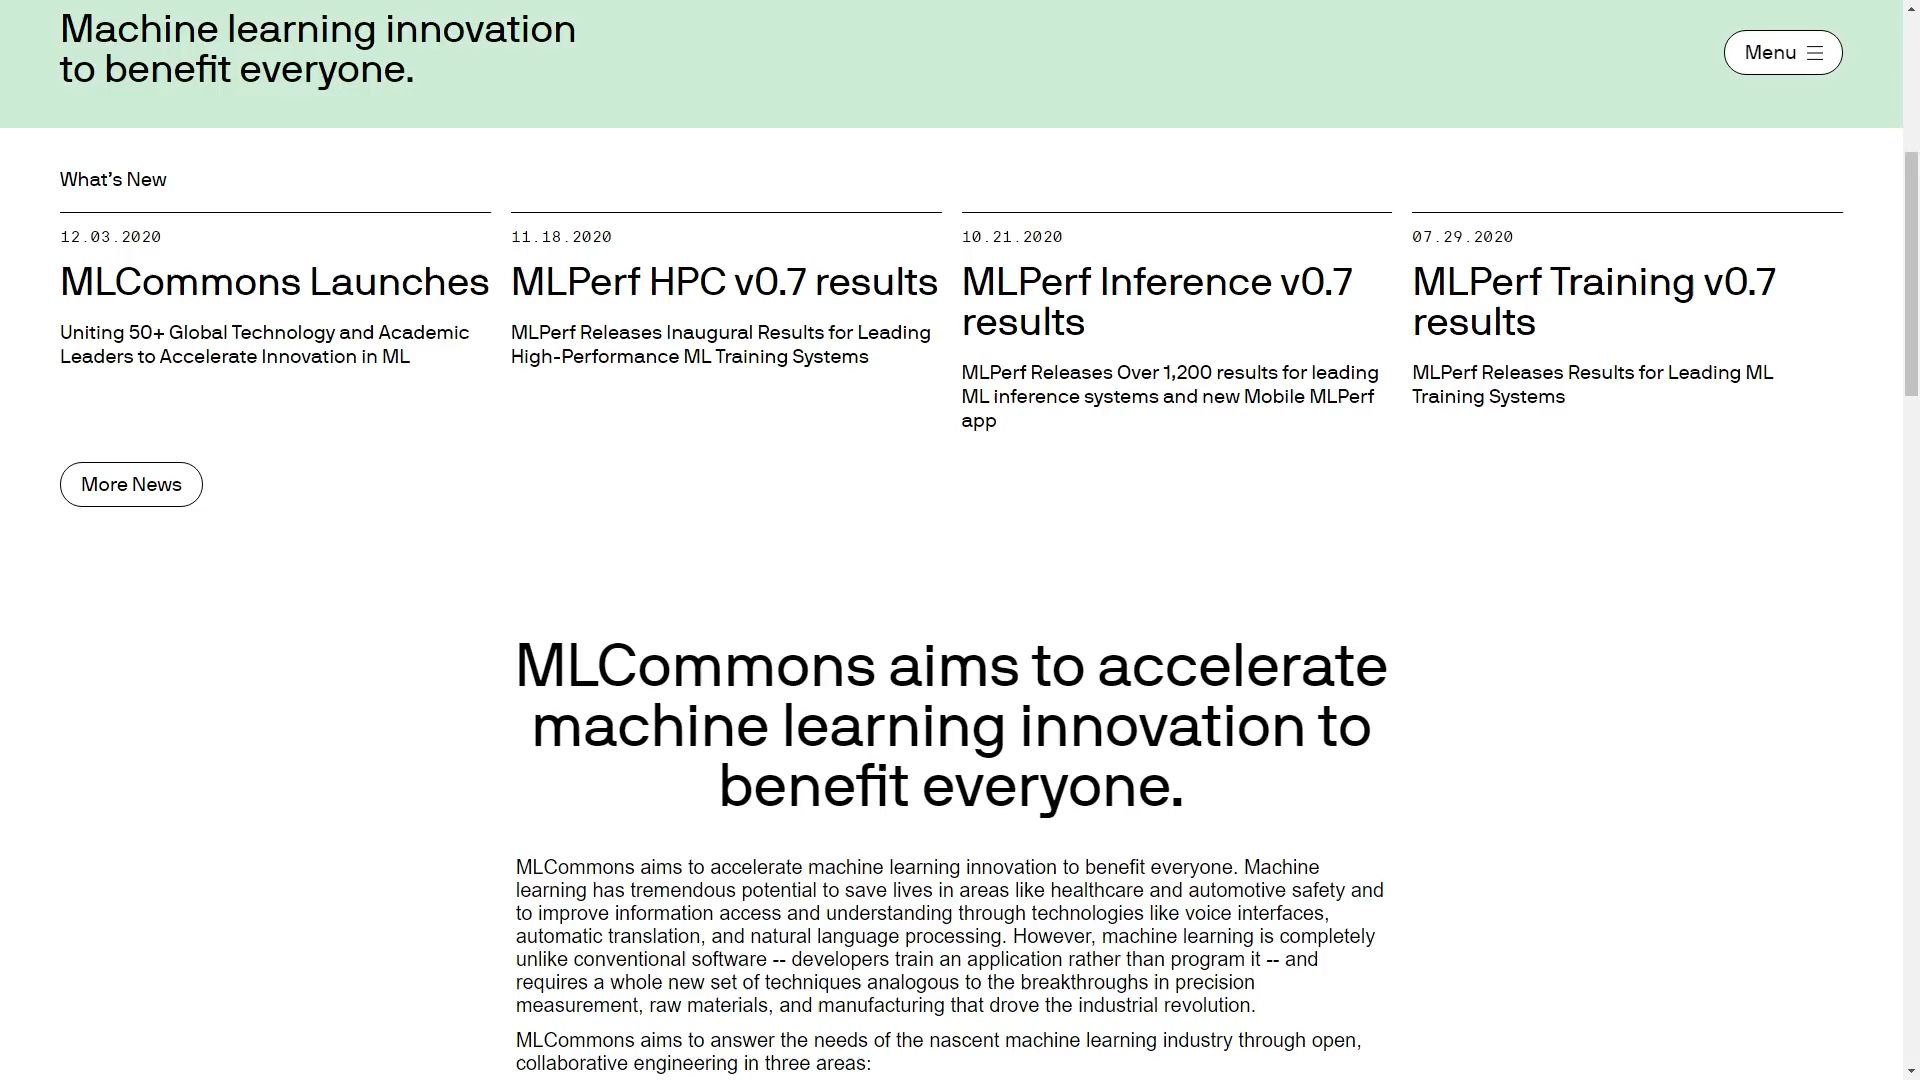 Machine learning innovation
to benefit everyone.
Menu
What's New
12.03.2020
MLCommons Launches
Uniting 50+ Global Technology and Academic
Leaders to Accelerate Innovation in ML
11.18.2020
MLPerf HPC v0.7 results
MLPerf Releases Inaugural Results for Leading
High-Performance ML Training Systems
10.21.2020
MLPerf Inference v0.7
results
MLPerf Releases Over 1,200 results for leading
ML inference systems and new Mobile MLPerf
app
07.29.2020
MLPerf Training v0.7
results
MLPerf Releases Results for Leading ML
Training Systems
More News
MLCommons aims to accelerate
machine learning innovation to
benefit everyone.
MLCommons aims to accelerate machine learning innovation to benefit everyone. Machine
learning has tremendous potential to save lives in areas like healthcare and automotive safety and
to improve information access and understanding through technologies like voice interfaces,
automatic translation, and natural language processing. However, machine learning is completely
unlike conventional software -- developers train an application rather than program it -- and
requires a whole new set of techniques analogous to the breakthroughs in precision
measurement, raw materials, and manufacturing that drove the industrial revolution.
MLCommons aims to answer the needs of the nascent machine learning industry through open,
collaborative engineering in three areas: